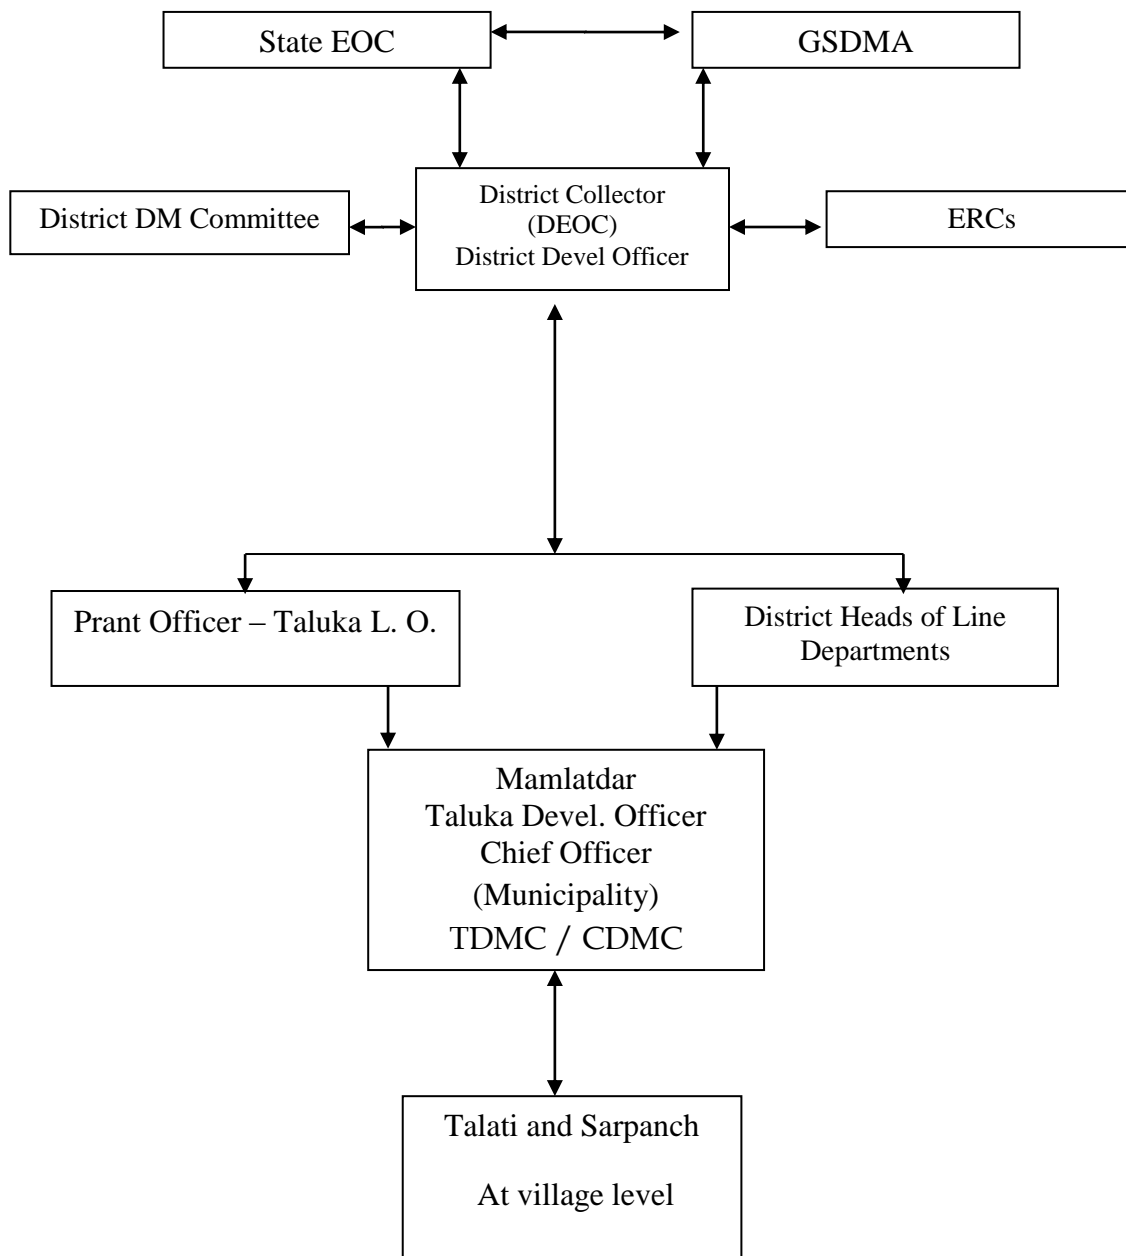 State EOC
GSDMA
District DM Committee
District Collector
(DEOC)
District Devel Officer
ERCs
Prant Officer – Taluka L. O.
District Heads of Line
Departments
Mamlatdar
Taluka Devel. Officer
Chief Officer
(Municipality)
TDMC / CDMC
Talati and Sarpanch
At village level